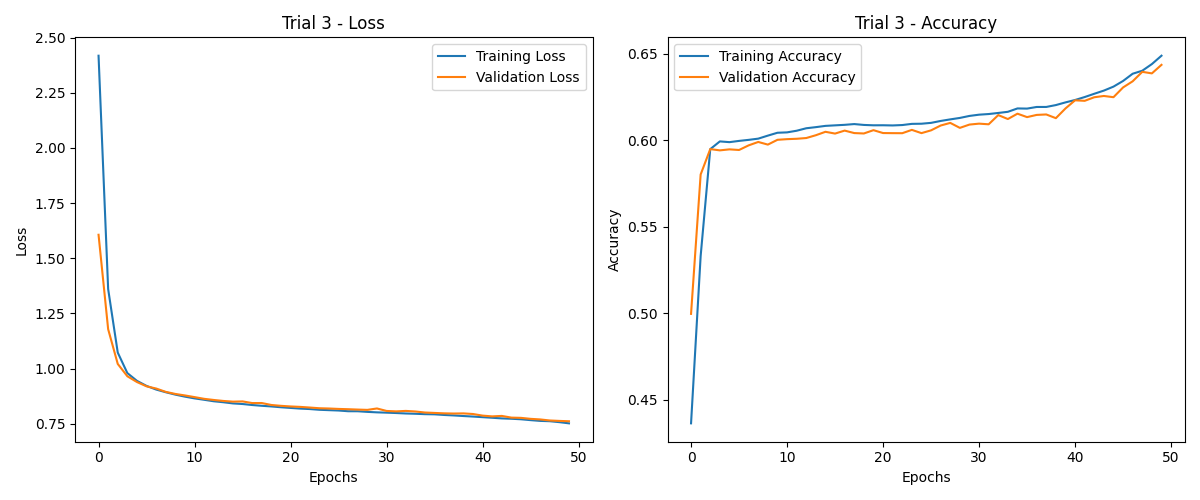 Trial 3 - Loss
2.50
2.25
2.00
1.75
1.50
1.25
1.00
0.75
Loss
Training Loss
Validation Loss
0
10
20
30
40
50
Epochs
Trial 3 - Accuracy
0.65
0.60
0.55
0.50
0.45
Accuracy
Training Accuracy
Validation Accuracy
0
10
20
30
40
50
Epochs